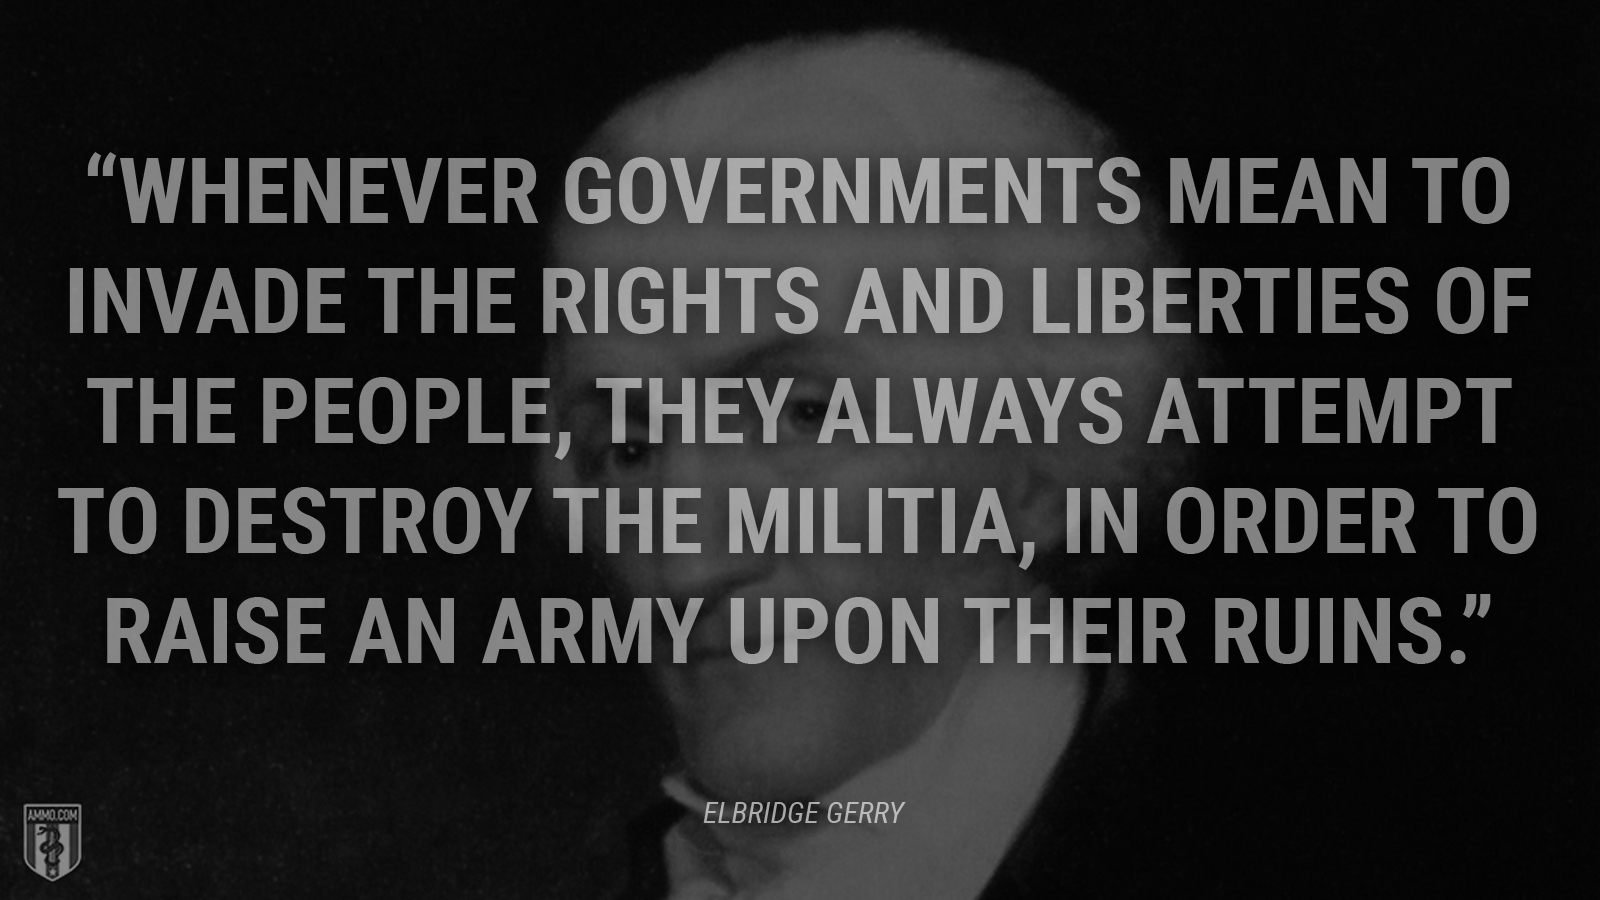 “WHENEVER GOVERNMENTS MEAN TO
INVADE THE RIGHTS AND LIBERTIES OF
THE PEOPLE, THEY ALWAYS ATTEMPT
TO DESTROY THE MILITIA, IN ORDER TO
RAISE AN ARMY UPON THEIR RUINS.”
ELBRIDGE GERRY
AMMO.COM